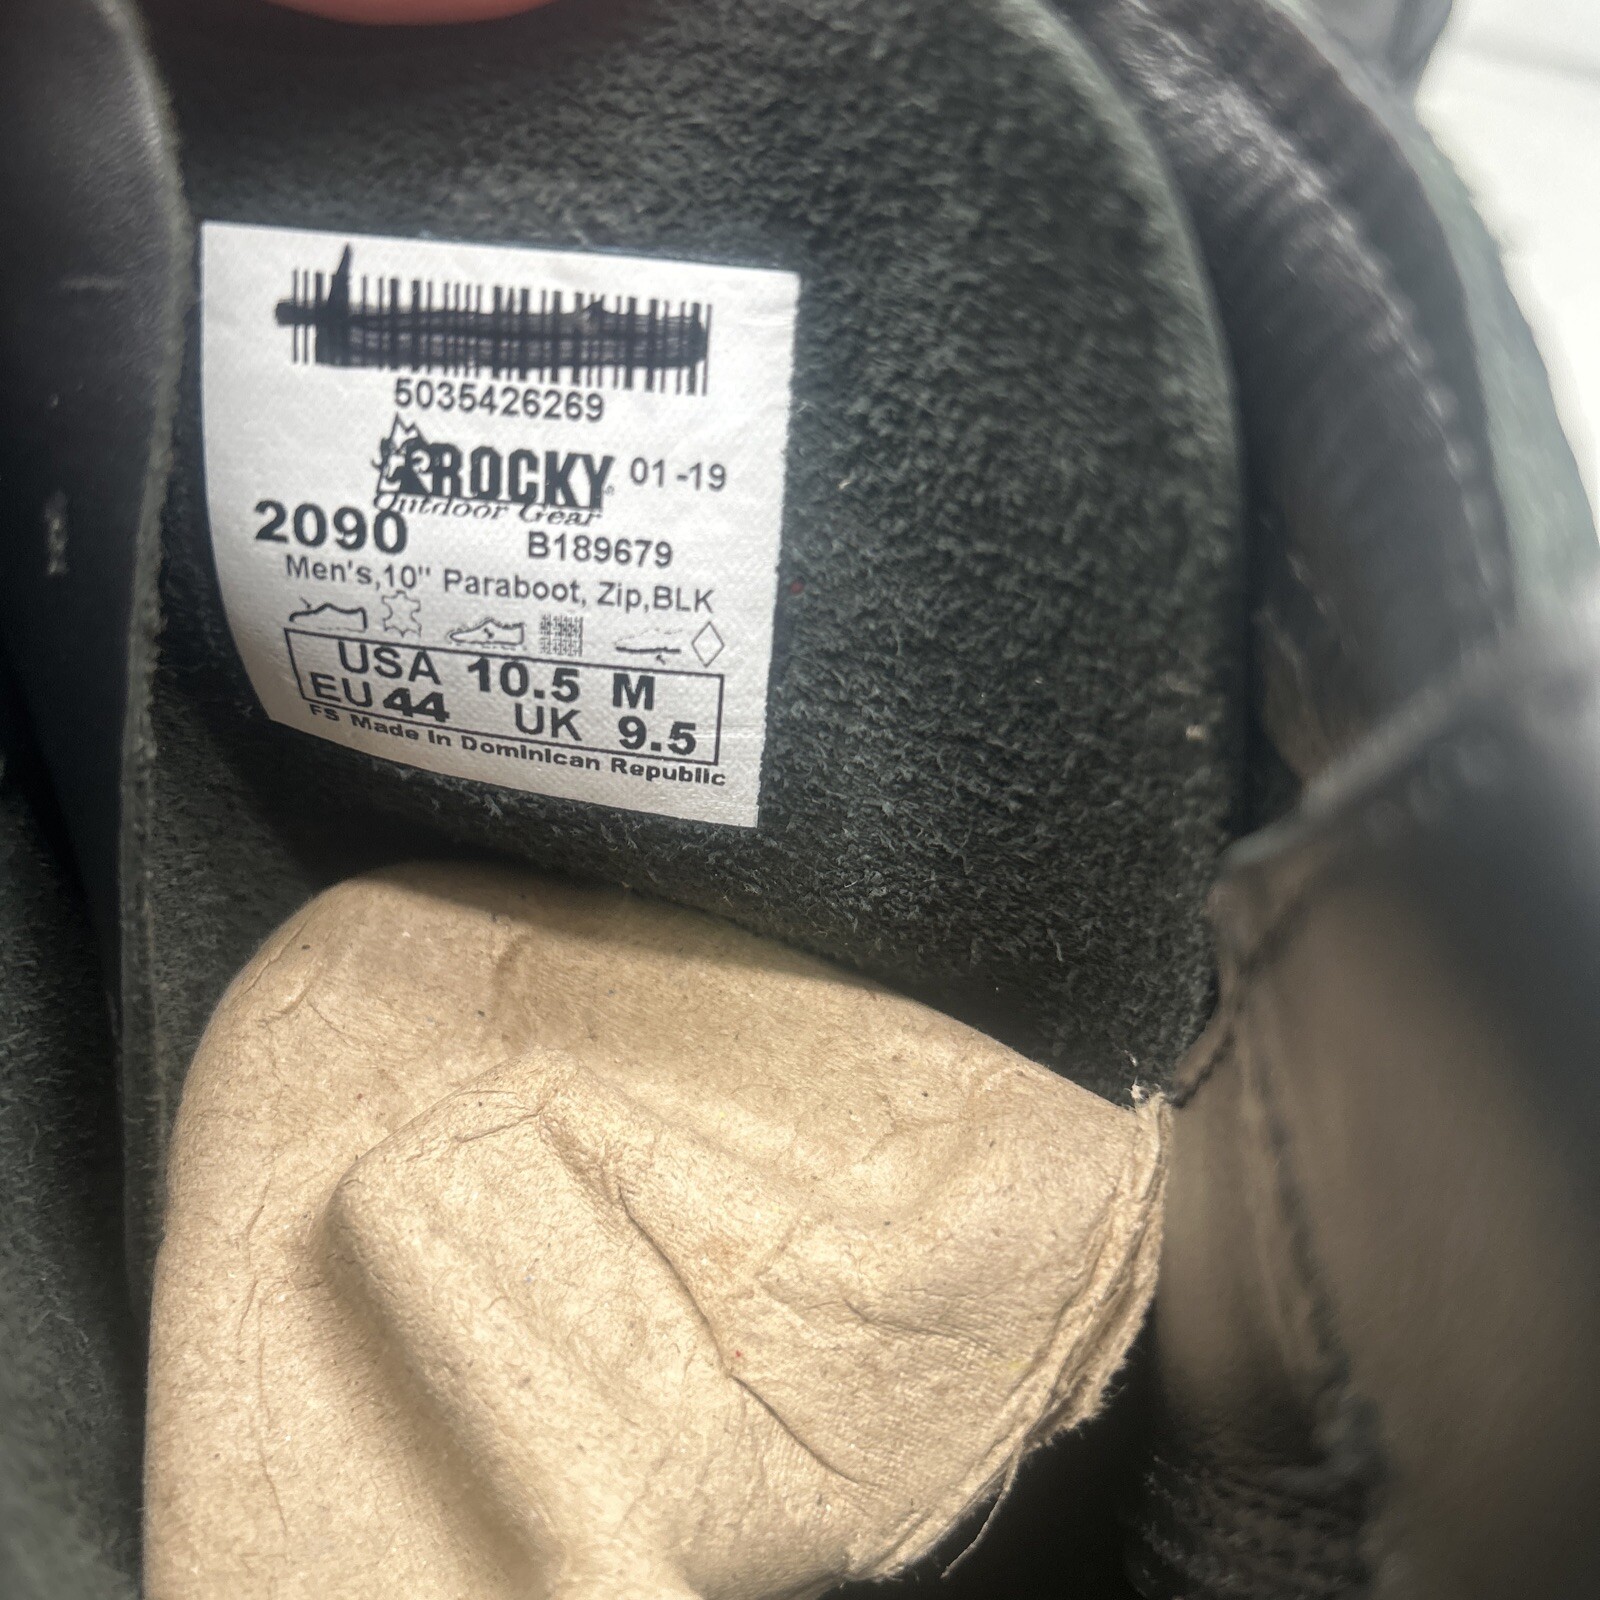 5035426269
ROCKY 01-19
Outdoor Gear
2090 B189679
Men's,10" Paraboot, Zip,BLK
USA 10.5 M
EU 44 UK 9.5
FS Made In Dominican Republic